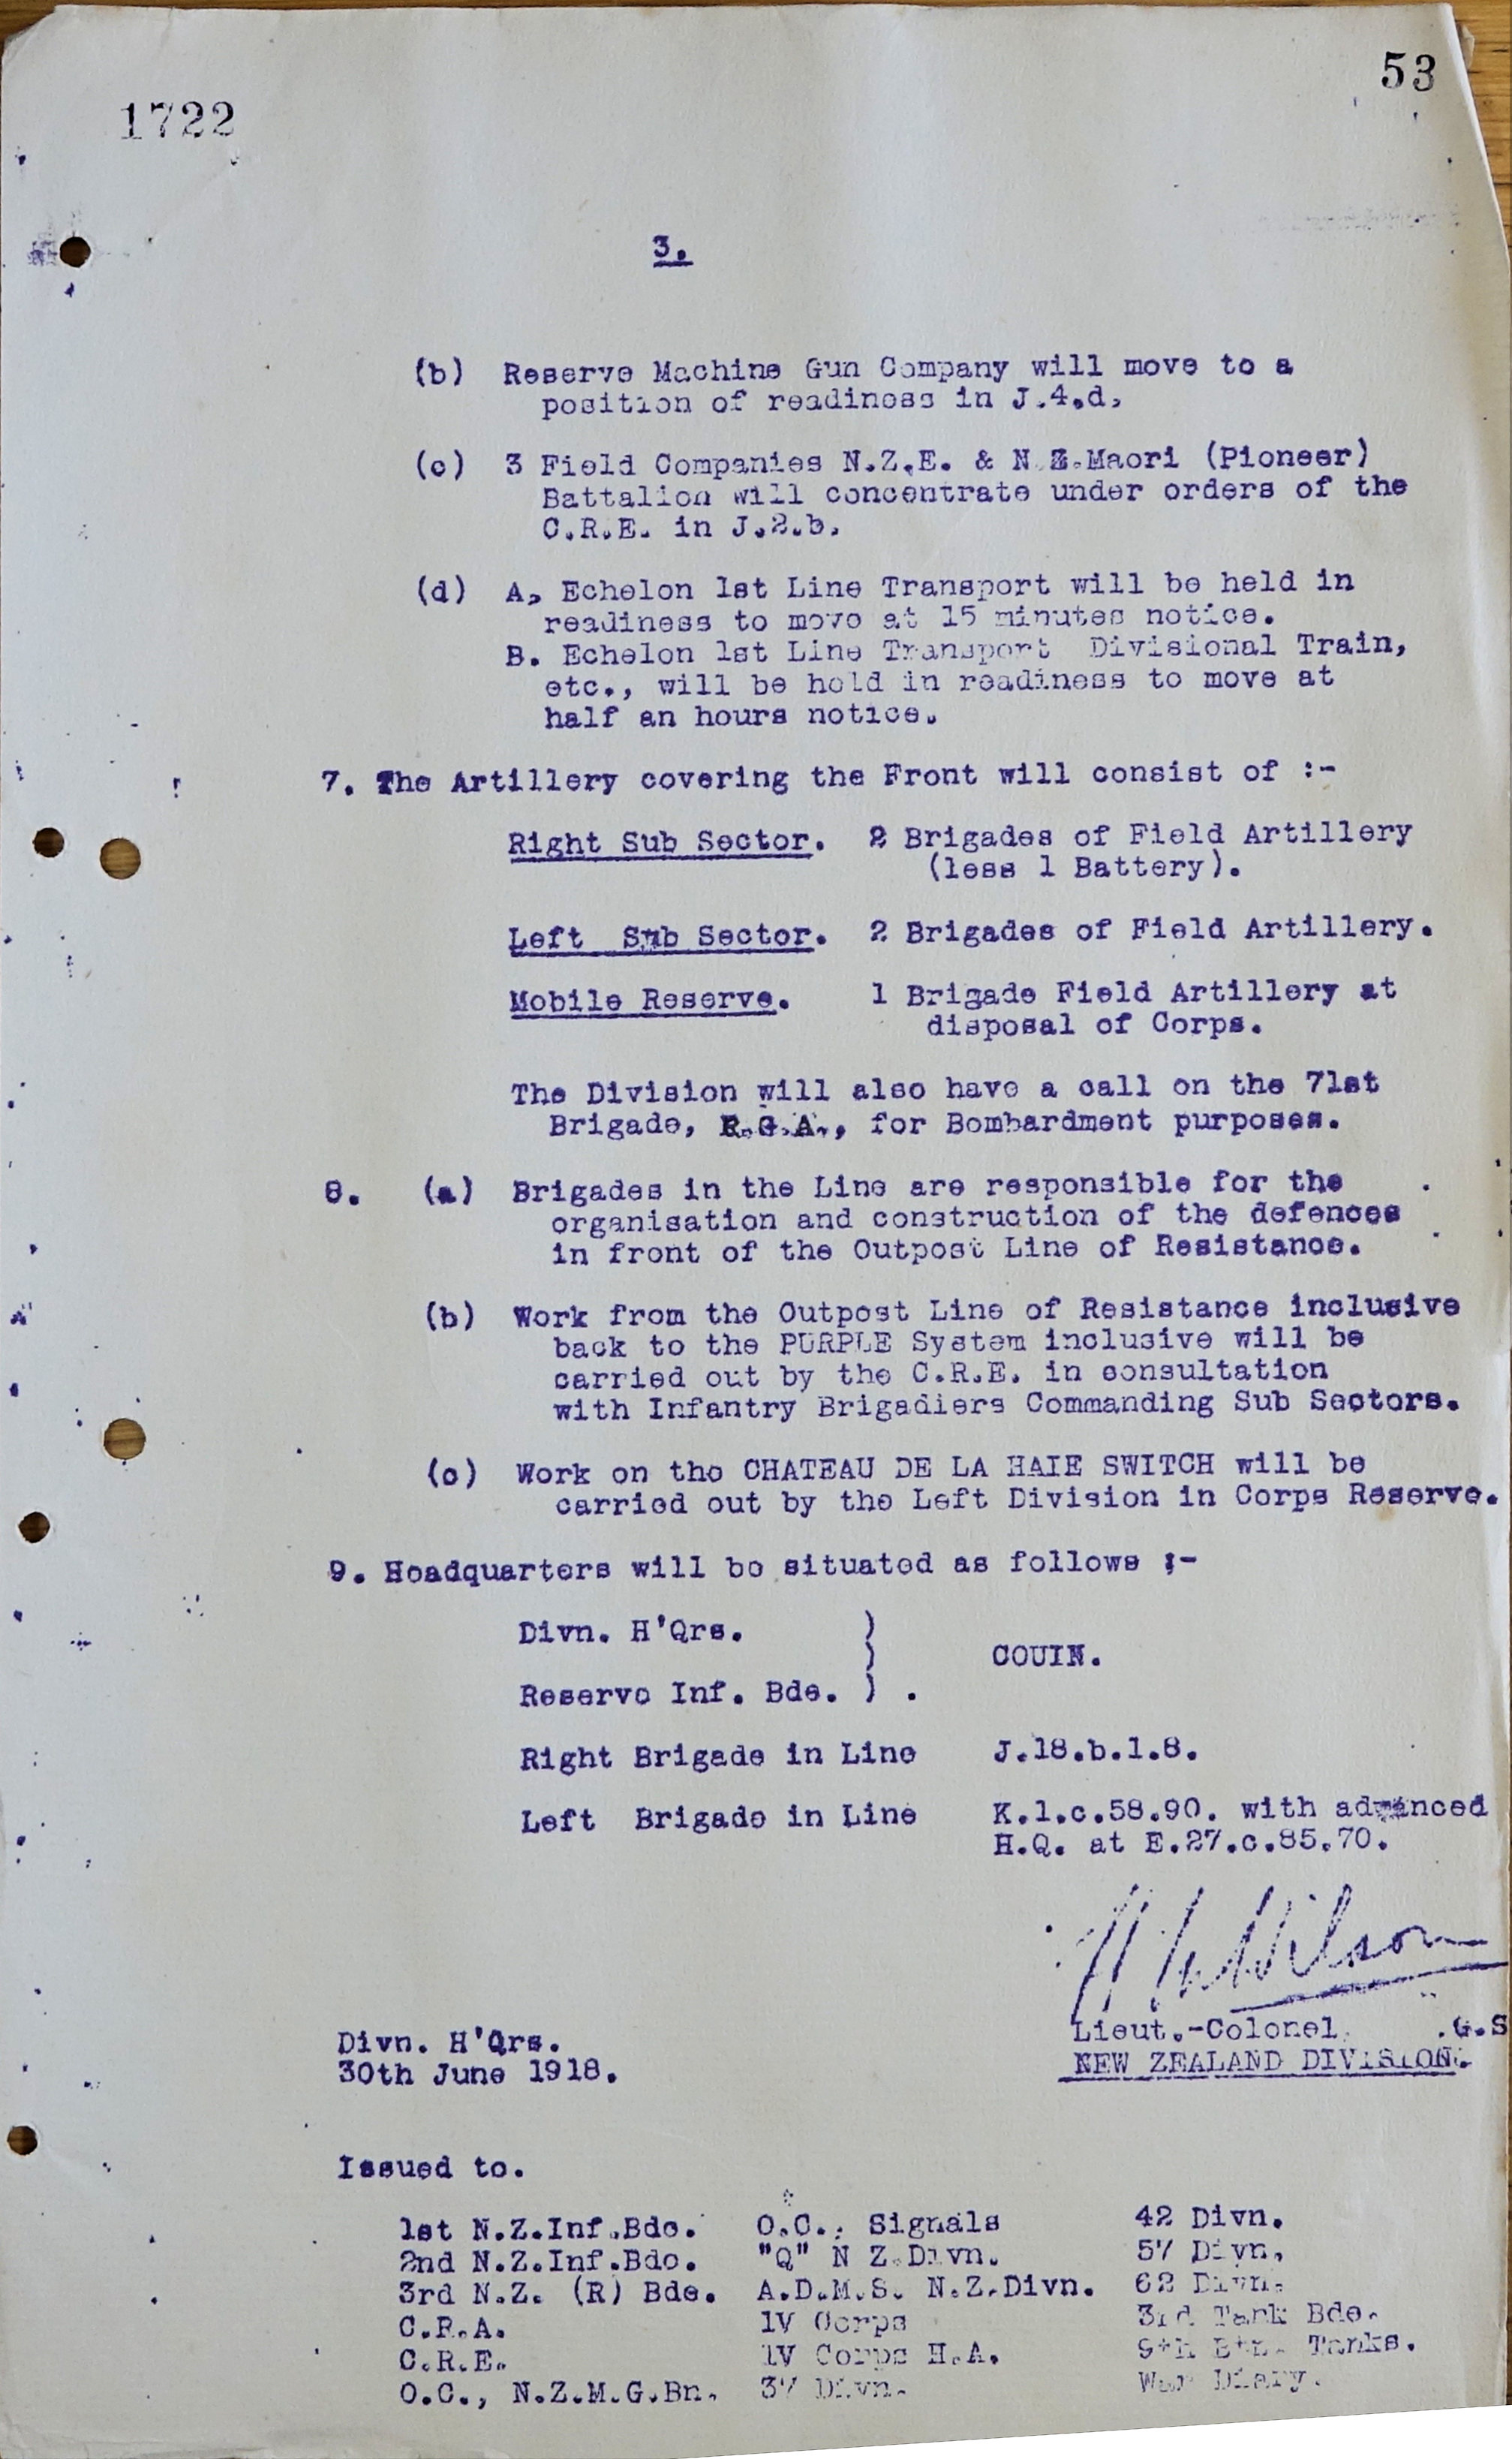 53
1722
3.
(b) Reserve Machine Gun Company will move to a
position of readiness in J.4.d.
(c) 3 Field Companies N.Z.E. & N.Z.Maori (Pioneer)
Battalion will concentrate under orders of the
C.R.E. in J.2.b.
(d) A. Echelon 1st Line Transport will be held in
readiness to move at 15 minutes notice.
B. Echelon 1st Line Transport Divisional Train,
etc., will be held in readiness to move at
half an hours notice.
7. The Artillery covering the Front will consist of :-
Right Sub Sector. 2 Brigades of Field Artillery
(less 1 Battery).
Left Sub Sector. 2 Brigades of Field Artillery.
Mobile Reserve. 1 Brigade Field Artillery at
disposal of Corps.
The Division will also have a call on the 71st
Brigade, R.G.A., for Bombardment purposes.
8. (a) Brigades in the Line are responsible for the
organisation and construction of the defences
in front of the Outpost Line of Resistance.
(b) Work from the Outpost Line of Resistance inclusive
back to the PURPLE System inclusive will be
carried out by the C.R.E. in consultation
with Infantry Brigadiers Commanding Sub Sectors.
(c) Work on the CHATEAU DE LA HAIE SWITCH will be
carried out by the Left Division in Corps Reserve.
9. Headquarters will be situated as follows :-
Divn. H'Qrs. )
) COUIN.
Reserve Inf. Bde. ) .
Right Brigade in Line J.18.b.1.8.
Left Brigade in Line K.1.c.58.90. with advanced
H.Q. at E.27.c.85.70.
Wilson
Lieut.-Colonel. .G.S
NEW ZEALAND DIVISION.
Divn. H'Qrs.
30th June 1918.
Issued to.
1st N.Z.Inf.Bde. O.C., Signals 42 Divn.
2nd N.Z.Inf.Bde. "Q" N Z.Divn. 57 Divn.
3rd N.Z. (R) Bde. A.D.M.S. N.Z.Divn. 62 Divn.
C.R.A. 1V Corps 3rd Tank Bde.
C.R.E. 1V Corps H.A. 9th Btn. Tanks.
O.C., N.Z.M.G.Bn. 37 Divn. War Diary.